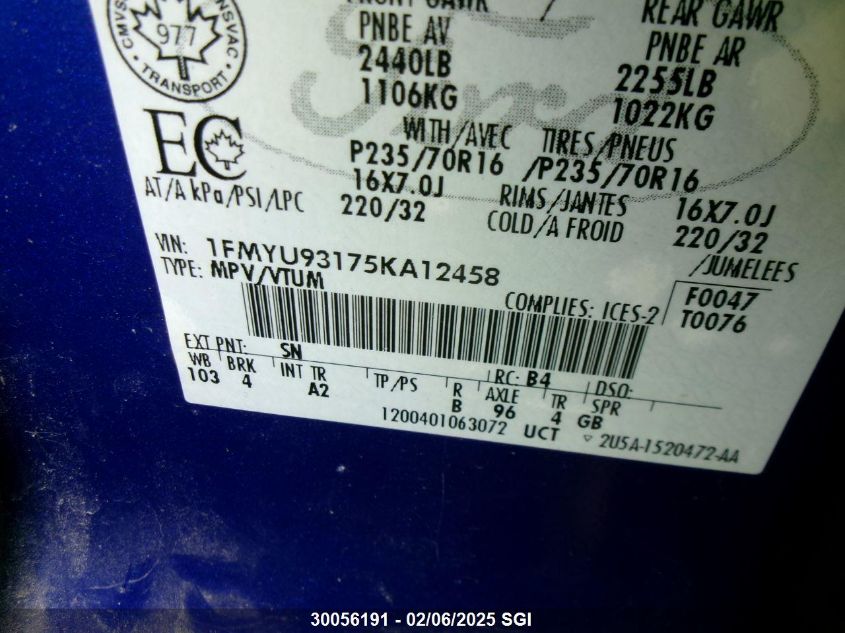 REAR GAWR
PNBE AV PNBE AR
2440LB 2255LB
1106KG 1022KG
977
TRANSPORT
EC
WITH/AVEC TIRES/PNEUS
P235/70R16 /P235/70R16
16X7.0J RIMS/JANTES 16X7.0J
AT/A kPa/PSI/LPC 220/32 COLD/A FROID 220/32
VIN: 1FMYU93175KA12458 /JUMELEES
TYPE: MPV/VTUM
COMPLIES: ICES-2 F0047
T0076
EXT PNT: SN RC: B4 DSO:
WB BRK INT TR TP/PS R AXLE TR SPR
103 4 A2 B 96 4 GB
1200401063072 UCT 2U5A-1520472-AA
30056191 - 02/06/2025 SGI